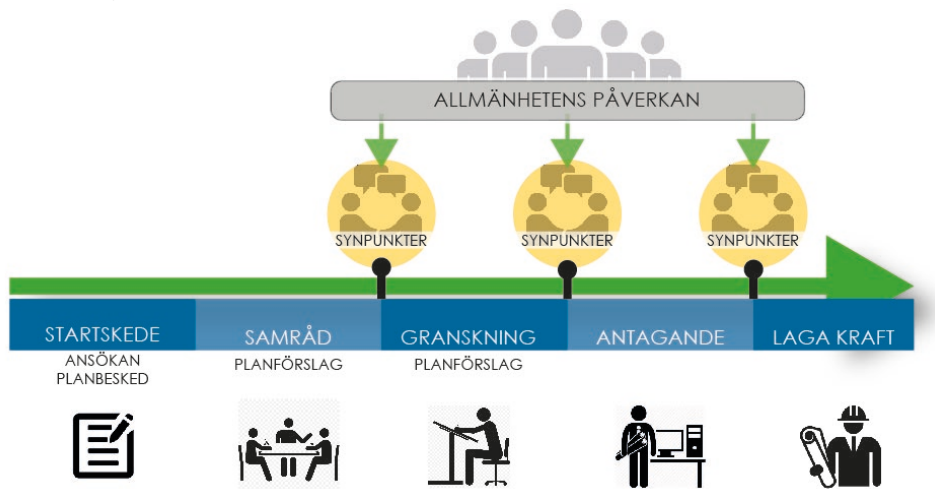 ALLMÄNHETENS PÅVERKAN
SYNPUNKTER
SYNPUNKTER
SYNPUNKTER
STARTSKEDE
SAMRÅD
GRANSKNING
ANTAGANDE
LAGA KRAFT
ANSÖKAN
PLANBESKED
PLANFÖRSLAG
PLANFÖRSLAG